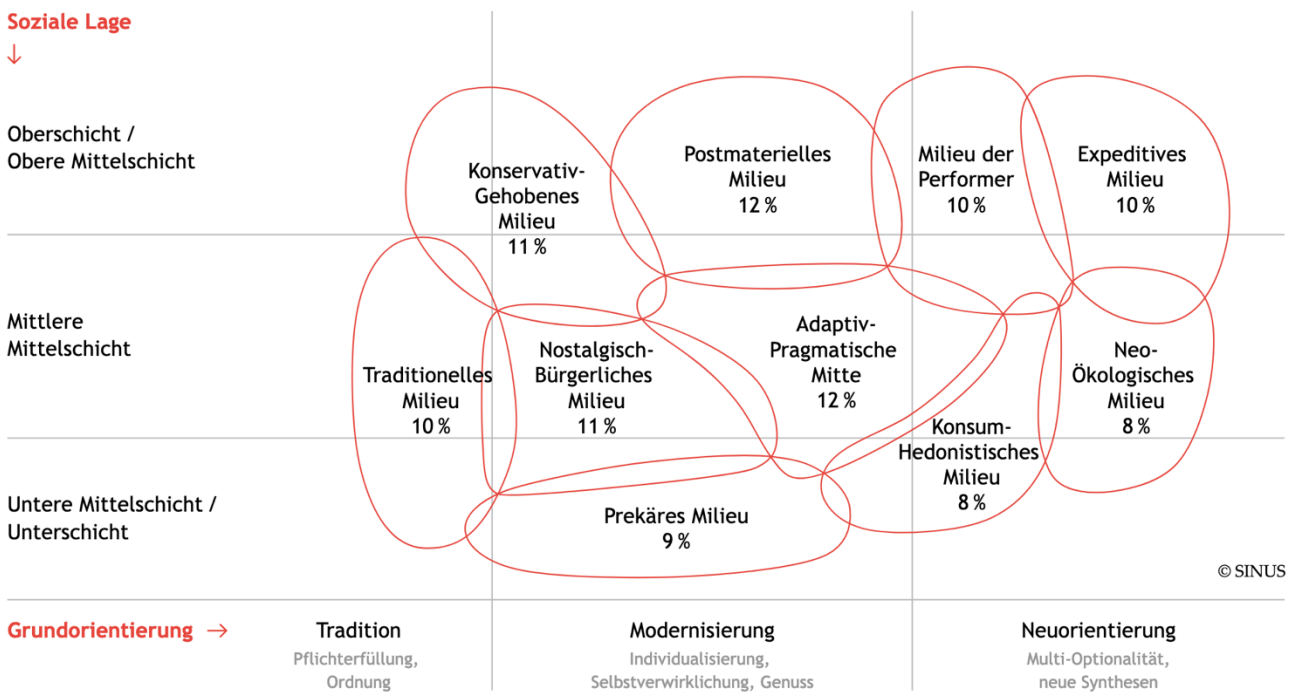 Soziale Lage
↓
Oberschicht /
Obere Mittelschicht
Konservativ-
Gehobenes
Milieu
11 %
Postmaterielles
Milieu
12 %
Milieu der
Performer
10 %
Expeditives
Milieu
10 %
Mittlere
Mittelschicht
Traditionelles
Milieu
10 %
Nostalgisch-
Bürgerliches
Milieu
11 %
Adaptiv-
Pragmatische
Mitte
12 %
Neo-
Ökologisches
Milieu
8 %
Konsum-
Hedonistisches
Milieu
8 %
Untere Mittelschicht /
Unterschicht
Prekäres Milieu
9 %
© SINUS
Grundorientierung →
Tradition
Pflichterfüllung,
Ordnung
Modernisierung
Individualisierung,
Selbstverwirklichung, Genuss
Neuorientierung
Multi-Optionalität,
neue Synthesen